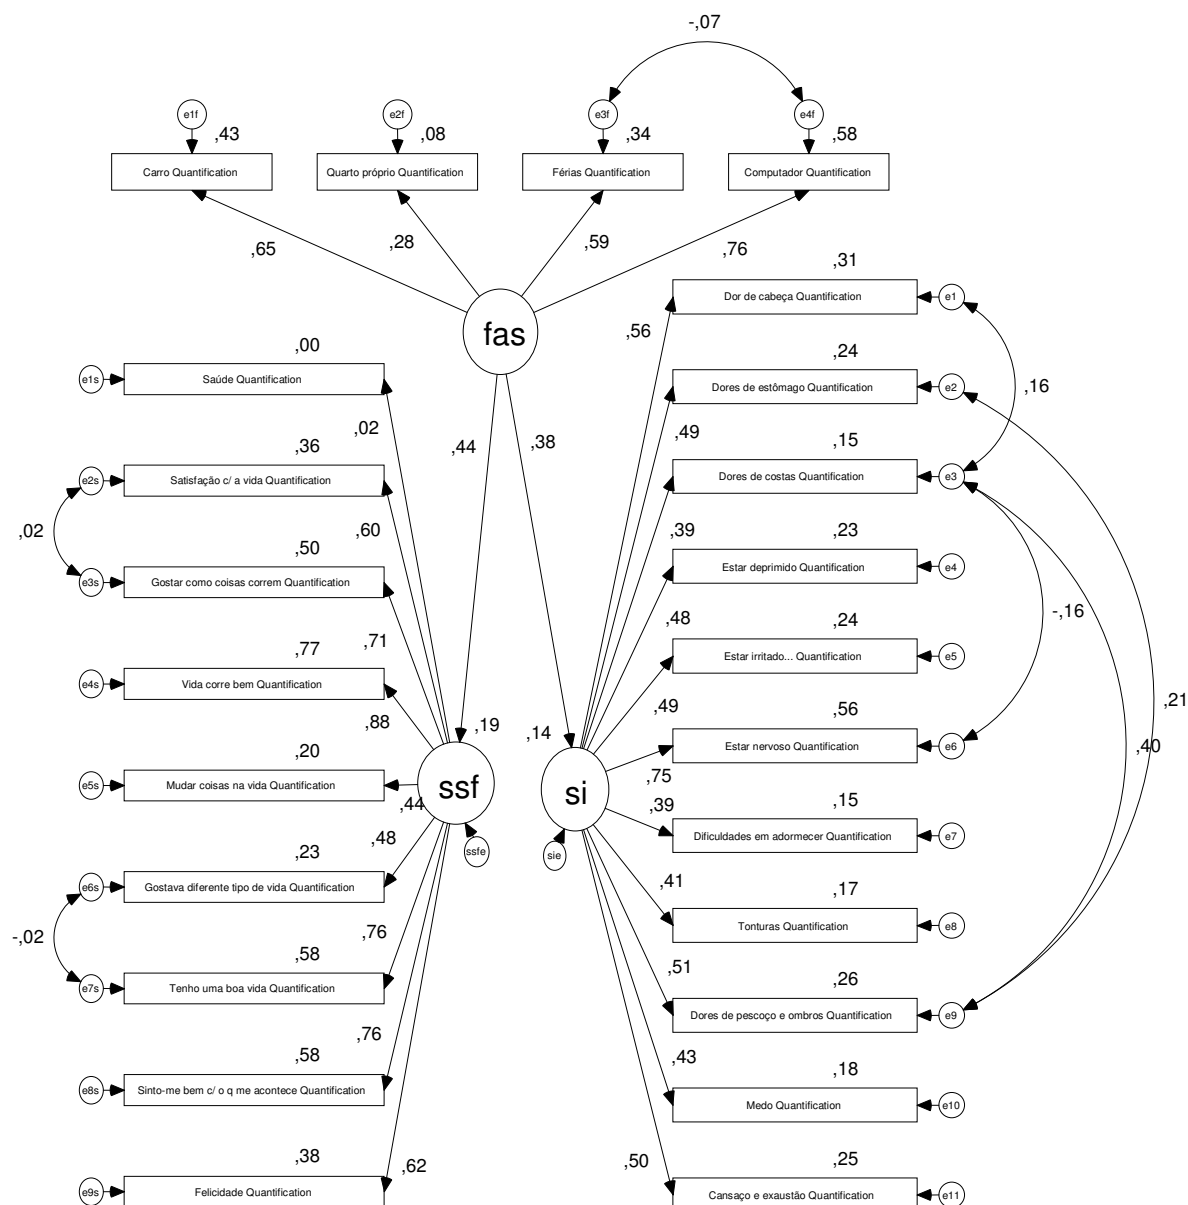 -,07
e1f
e2f
e3f
e4f
,43
,08
,34
,58
Carro Quantification
Quarto próprio Quantification
Férias Quantification
Computador Quantification
,65
,28
,59
,76
fas
,44
,38
,00
e1s
Saúde Quantification
,02
,36
e2s
Satisfação c/ a vida Quantification
,02
,60
,50
e3s
Gostar como coisas correm Quantification
,71
,77
e4s
Vida corre bem Quantification
,88
,19
,20
e5s
Mudar coisas na vida Quantification
,44
ssf
ssfe
,48
,23
e6s
Gostava diferente tipo de vida Quantification
-,02
,76
,58
e7s
Tenho uma boa vida Quantification
,76
,58
e8s
Sinto-me bem c/ o q me acontece Quantification
,38
,62
e9s
Felicidade Quantification
,31
Dor de cabeça Quantification
e1
,56
,24
Dores de estômago Quantification
e2
,16
,49
,15
Dores de costas Quantification
e3
,39
,23
Estar deprimido Quantification
e4
-,16
,48
,24
Estar irritado... Quantification
e5
,49
,56
,21
,14
Estar nervoso Quantification
e6
,40
,75
si
sie
,39
,15
Dificuldades em adormecer Quantification
e7
,41
,17
Tonturas Quantification
e8
,51
,26
Dores de pescoço e ombros Quantification
e9
,43
,18
Medo Quantification
e10
,50
,25
Cansaço e exaustão Quantification
e11